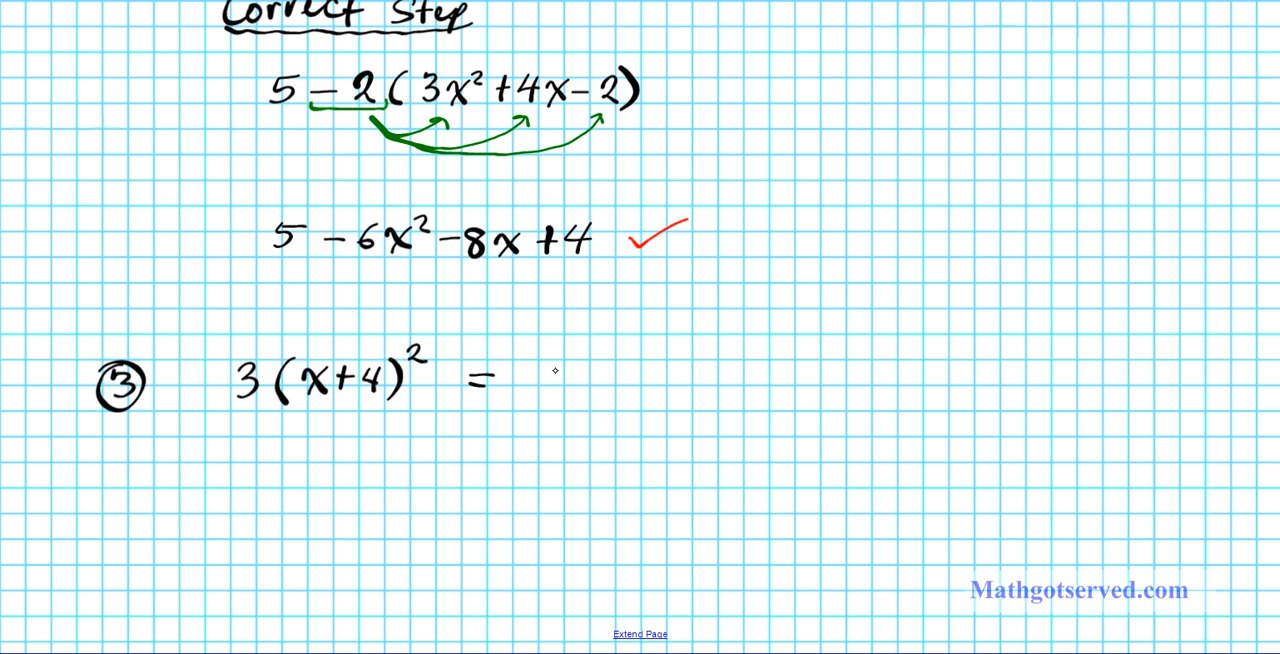 Correct Step
5 - 2(3x² + 4x - 2)
5 - 6x² - 8x + 4 ✓
③ 3(x+4)² =
Mathgotserved.com
Extend Page